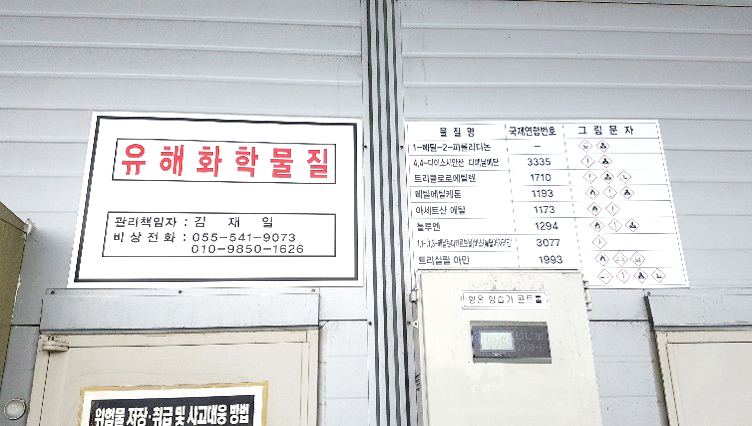 유해화학물질
관리책임자 : 김 재 일
비상전화 : 055-541-9073
010-9850-1626
물질명 국제연합번호 그림문자
1-메틸-2-피롤리디논 -
3335
트리클로로에틸렌 1710
메틸에틸케톤 1193
아세트산 에틸 1173
톨루엔 1294
3077
트리실릴 아민 1993
항온 항습기 콘트롤
위험물 저장·취급 및 사고대응 방법